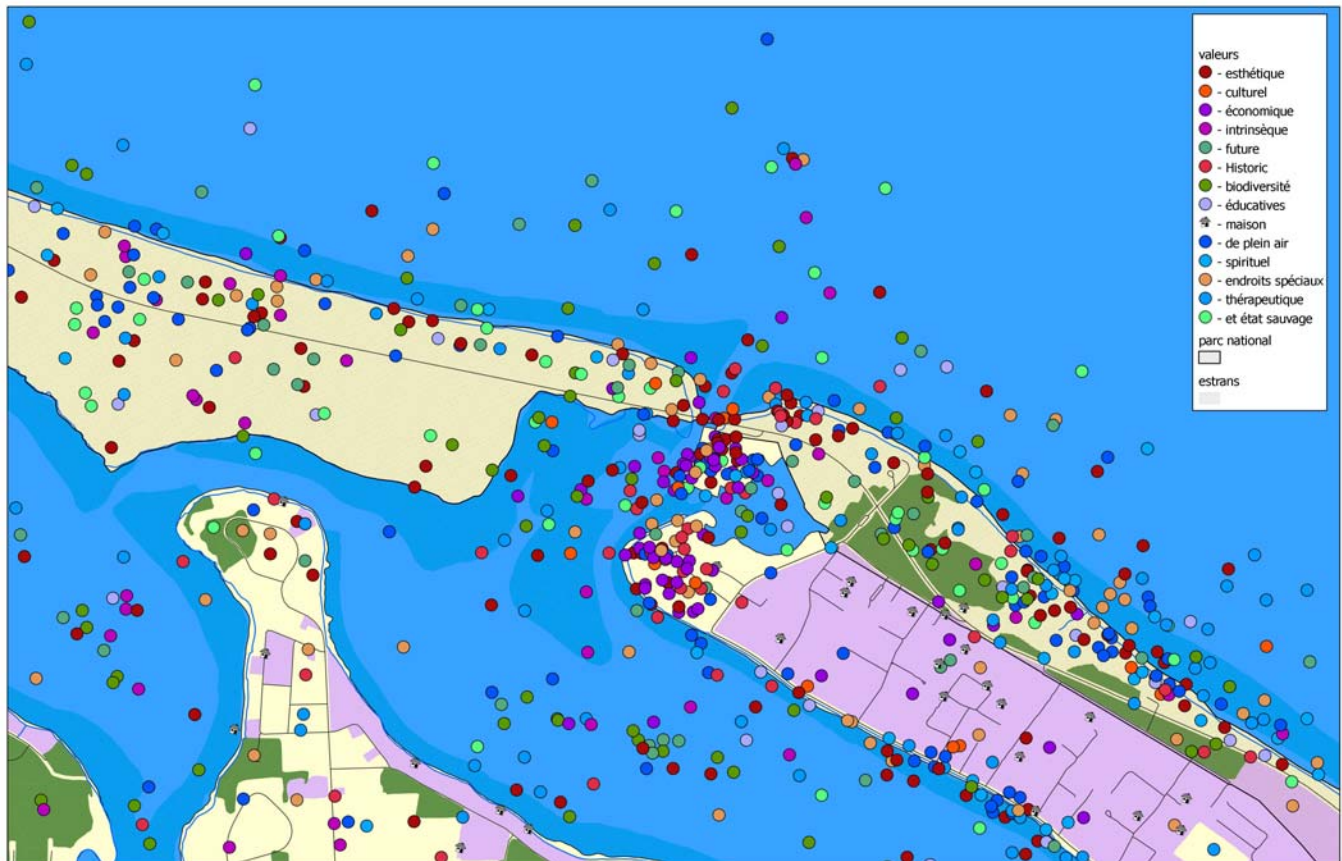 valeurs
- esthétique
- culturel
- économique
- intrinsèque
- future
- Historic
- biodiversité
- éducatives
- maison
- de plein air
- spirituel
- endroits spéciaux
- thérapeutique
- et état sauvage
parc national
estrans